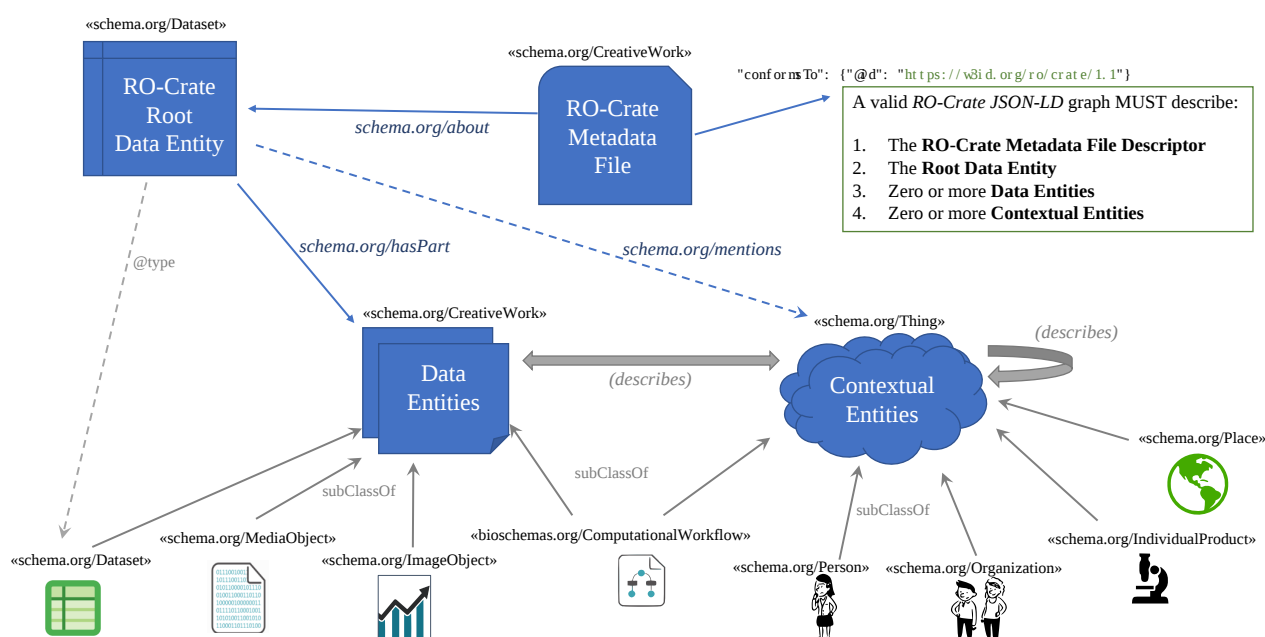 «schema.org/Dataset»
RO-Crate
Root
Data Entity
«schema.org/CreativeWork»
RO-Crate
Metadata
File
schema.org/about
"conformsTo": {"@id": "https://w3id.org/ro/crate/1.1"}
A valid RO-Crate JSON-LD graph MUST describe:
1. The RO-Crate Metadata File Descriptor
2. The Root Data Entity
3. Zero or more Data Entities
4. Zero or more Contextual Entities
schema.org/hasPart
schema.org/mentions
@type
«schema.org/CreativeWork»
Data
Entities
(describes)
«schema.org/Thing»
Contextual
Entities
(describes)
subClassOf
subClassOf
subClassOf
«schema.org/Place»
«schema.org/Dataset»
«schema.org/MediaObject»
«schema.org/ImageObject»
«bioschemas.org/ComputationalWorkflow»
«schema.org/Person»
«schema.org/Organization»
«schema.org/IndividualProduct»